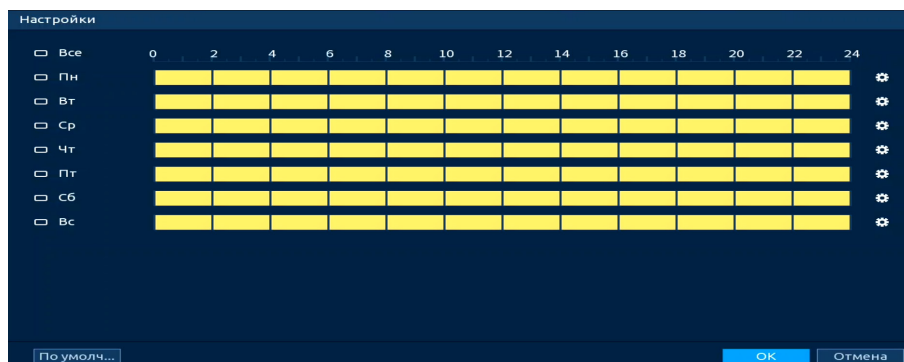 Настройки
Все 0 2 4 6 8 10 12 14 16 18 20 22 24
Пн
Вт
Ср
Чт
Пт
Сб
Вс
По умолч... OK Отмена